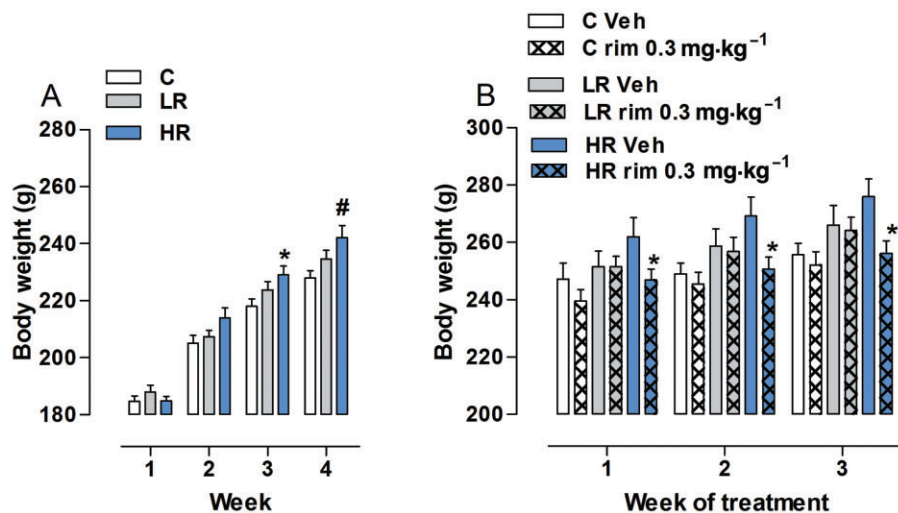 A
C
LR
HR
280
260
240
220
200
180
Body weight (g)
*
#
1 2 3 4
Week
B
C Veh
C rim 0.3 mg·kg⁻¹
LR Veh
LR rim 0.3 mg·kg⁻¹
HR Veh
HR rim 0.3 mg·kg⁻¹
300
280
260
240
220
200
Body weight (g)
*
*
*
1 2 3
Week of treatment